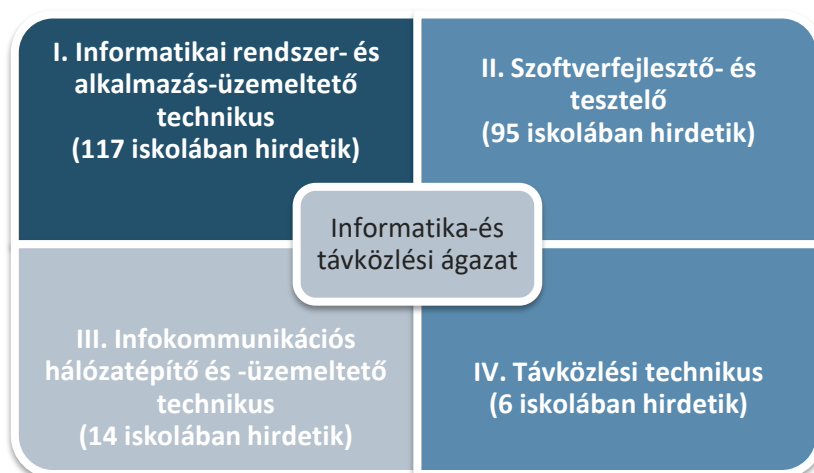 I. Informatikai rendszer- és
alkalmazás-üzemeltető
technikus
(117 iskolában hirdetik)
II. Szoftverfejlesztő- és
tesztelő
(95 iskolában hirdetik)
Informatika-és
távközlési ágazat
III. Infokommunikációs
hálózatépítő és -üzemeltető
technikus
(14 iskolában hirdetik)
IV. Távközlési technikus
(6 iskolában hirdetik)